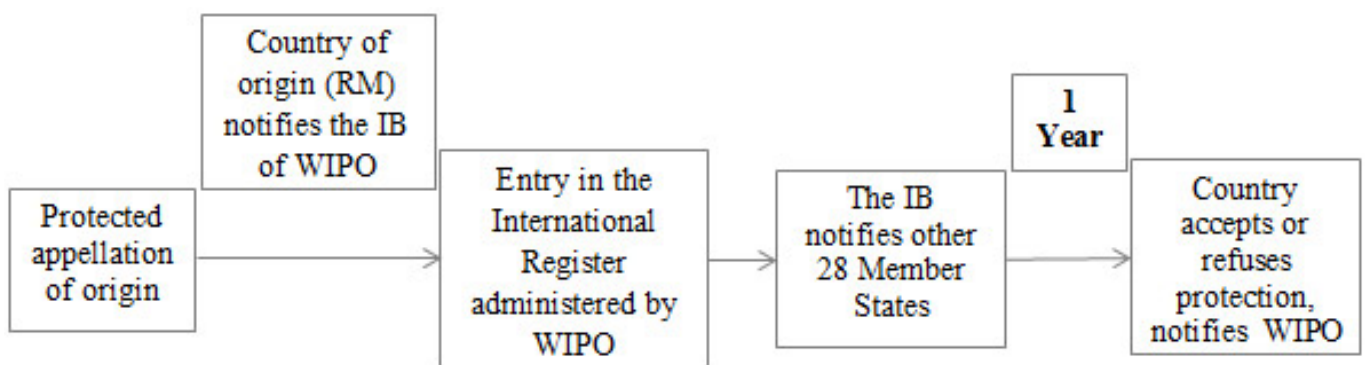 Protected
appellation
of origin
Country of
origin (RM)
notifies the IB
of WIPO
Entry in the
International
Register
administered by
WIPO
The IB
notifies other
28 Member
States
1
Year
Country
accepts or
refuses
protection,
notifies WIPO